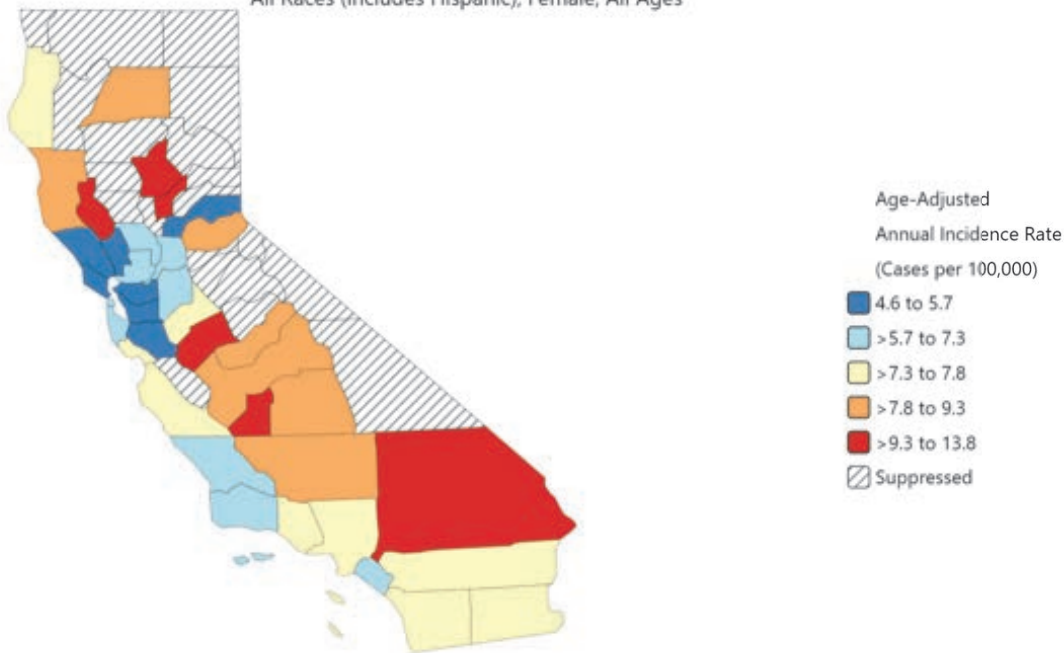 All Races (includes Hispanic), Female, All Ages
Age-Adjusted
Annual Incidence Rate
(Cases per 100,000)
4.6 to 5.7
>5.7 to 7.3
>7.3 to 7.8
>7.8 to 9.3
>9.3 to 13.8
Suppressed